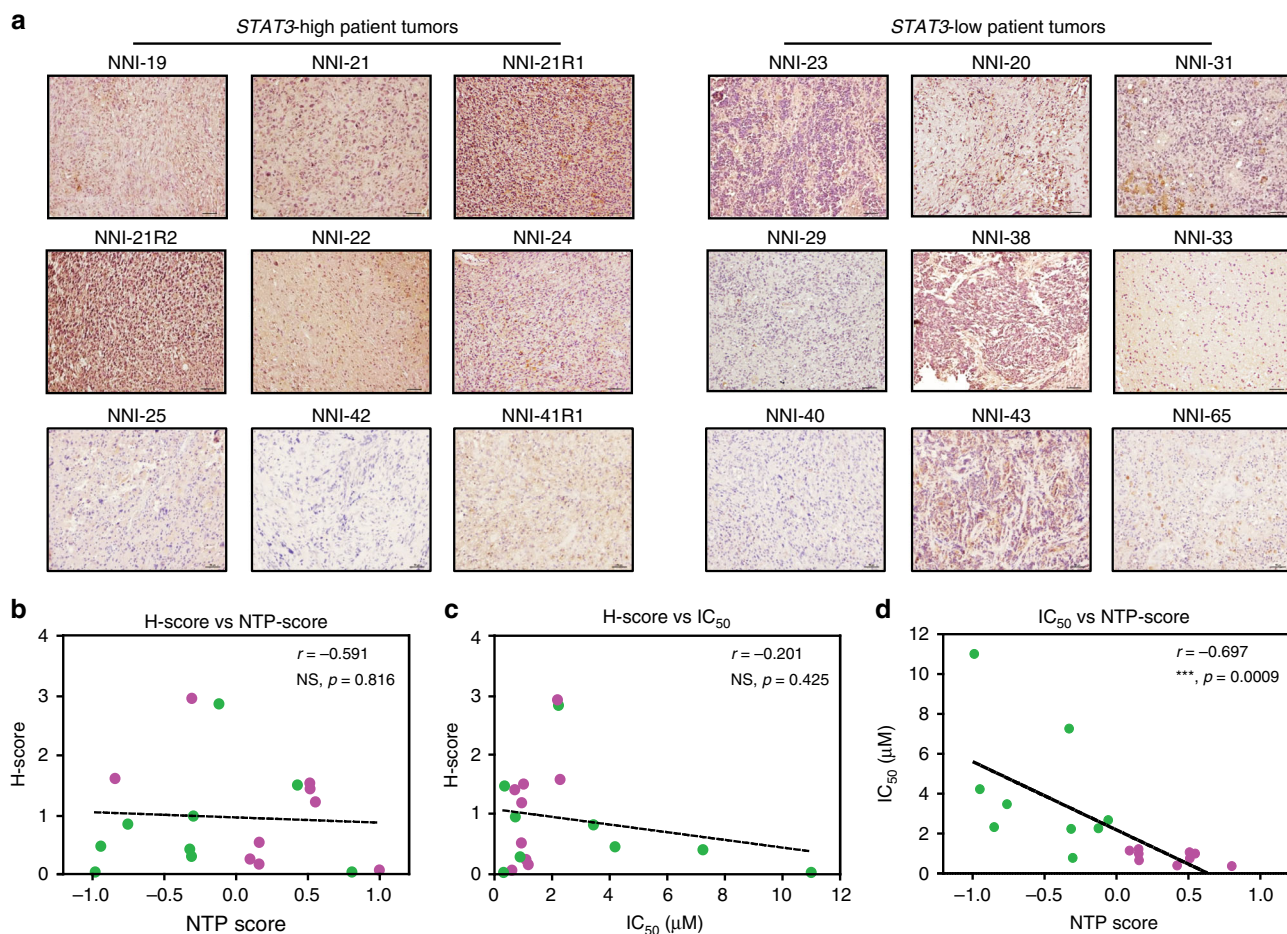 a
STAT3-high patient tumors
STAT3-low patient tumors
NNI-19
NNI-21
NNI-21R1
NNI-23
NNI-20
NNI-31
NNI-21R2
NNI-22
NNI-24
NNI-29
NNI-38
NNI-33
NNI-25
NNI-42
NNI-41R1
NNI-40
NNI-43
NNI-65
b
H-score vs NTP-score
r = –0.591
NS, p = 0.816
H-score
4
3
2
1
0
–1.0
–0.5
0.0
0.5
1.0
NTP score
c
H-score vs IC50
r = –0.201
NS, p = 0.425
H-score
4
3
2
1
0
0
2
4
6
8
10
12
IC50 (μM)
d
IC50 vs NTP-score
r = –0.697
***, p = 0.0009
IC50 (μM)
12
10
8
6
4
2
0
–1.0
–0.5
0.0
0.5
1.0
NTP score